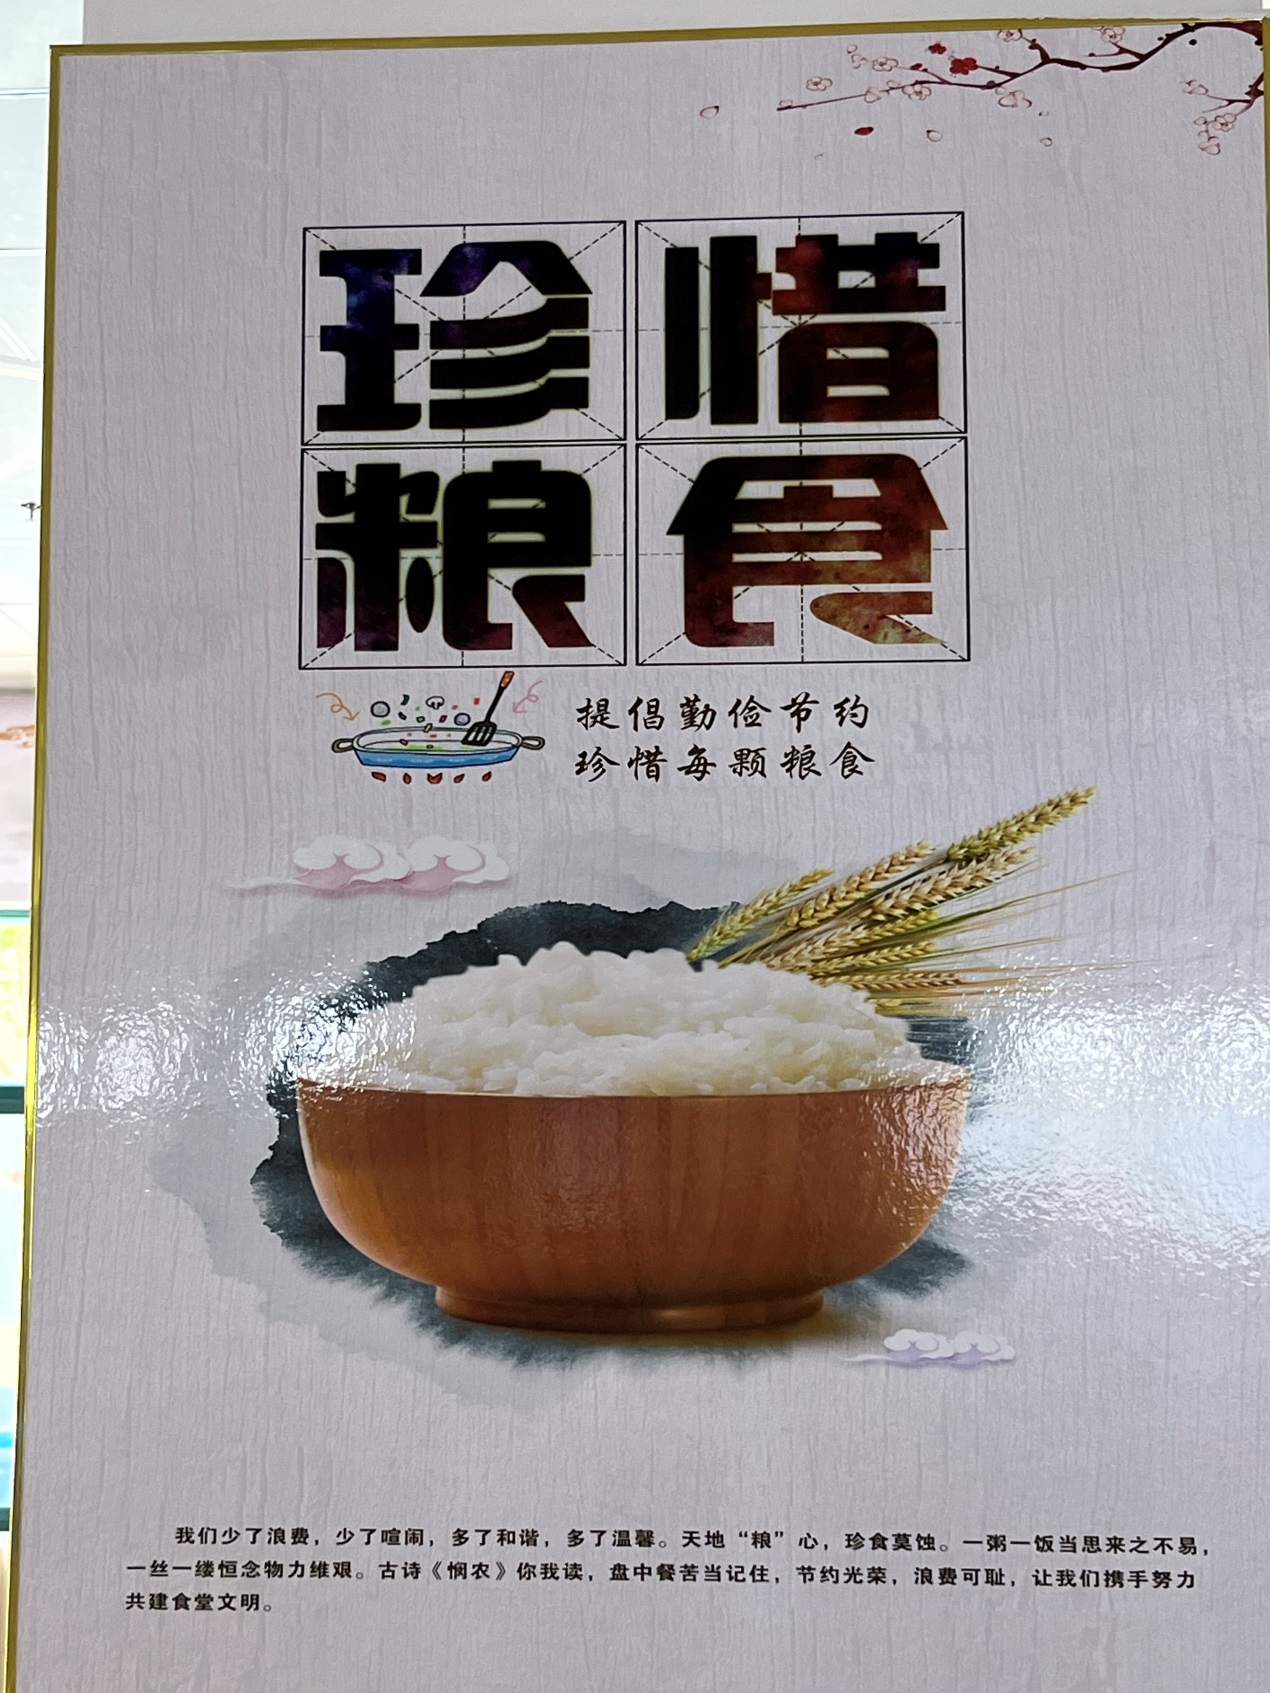 珍惜
粮食
提倡勤俭节约
珍惜每颗粮食
我们少了浪费，少了喧闹，多了和谐，多了温馨。天地“粮”心，珍食莫蚀。一粥一饭当思来之不易，
一丝一缕恒念物力维艰。古诗《悯农》你我读，盘中餐苦当记住，节约光荣，浪费可耻，让我们携手努力
共建食堂文明。